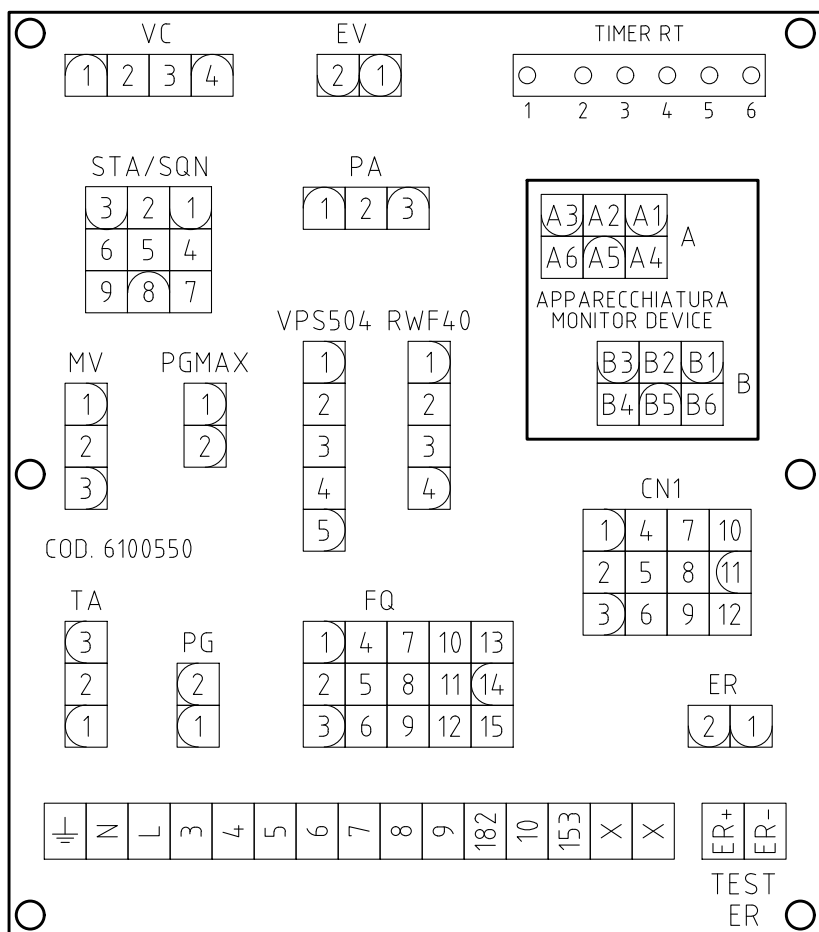 VC EV TIMER RT
1 2 3 4 2 1
1 2 3 4 5 6
STA/SQN PA
3 2 1 1 2 3
6 5 4
9 8 7
A3 A2 A1 A
A6 A5 A4
APPARECCHIATURA
MONITOR DEVICE
B3 B2 B1 B
B4 B5 B6
VPS504 RWF40
1 1
2 2
3 3
4 4
5
MV PGMAX
1 1
2 2
3
CN1
1 4 7 10
2 5 8 11
3 6 9 12
COD. 6100550
TA PG FQ
3 1 4 7 10 13
2 2 2 5 8 11 14
1 1 3 6 9 12 15
ER
2 1
N L 3 4 5 6 7 8 9 182 10 153 X X ER+ ER-
TEST
ER